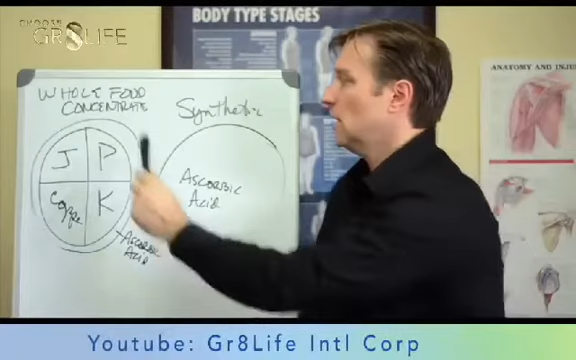 CHOOSE
GR8LIFE
BODY TYPE STAGES
ANATOMY AND INJU
WHOLE FOOD
CONCENTRATE
Synthetic
J P
Copper K
ASCORBIC
ACID
ASCORBIC
ACID
Youtube: Gr8Life Intl Corp